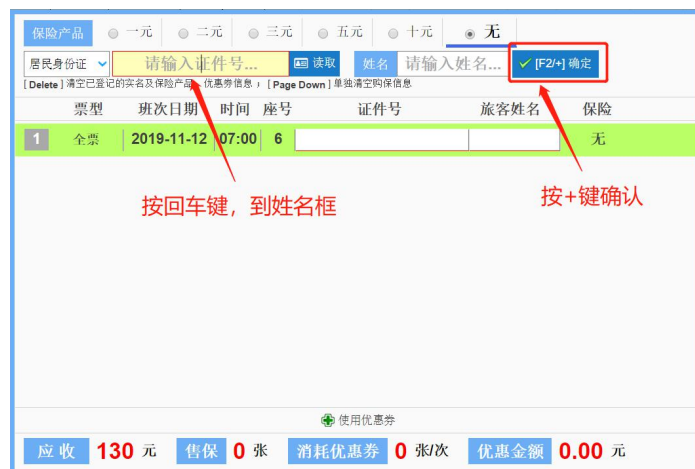 保险产品 一元 二元 三元 五元 十元 无
居民身份证 请输入证件号... 读取 姓名 请输入姓名... [F2/+] 确定
[ Delete ] 清空已登记的实名及保险产品、优惠券信息； [ Page Down ] 单独清空购保信息
票型 班次日期 时间 座号 证件号 旅客姓名 保险
1 全票 2019-11-12 07:00 6 无
按回车键，到姓名框
按+键确认
使用优惠券
应收 130 元 售保 0 张 消耗优惠券 0 张/次 优惠金额 0.00 元